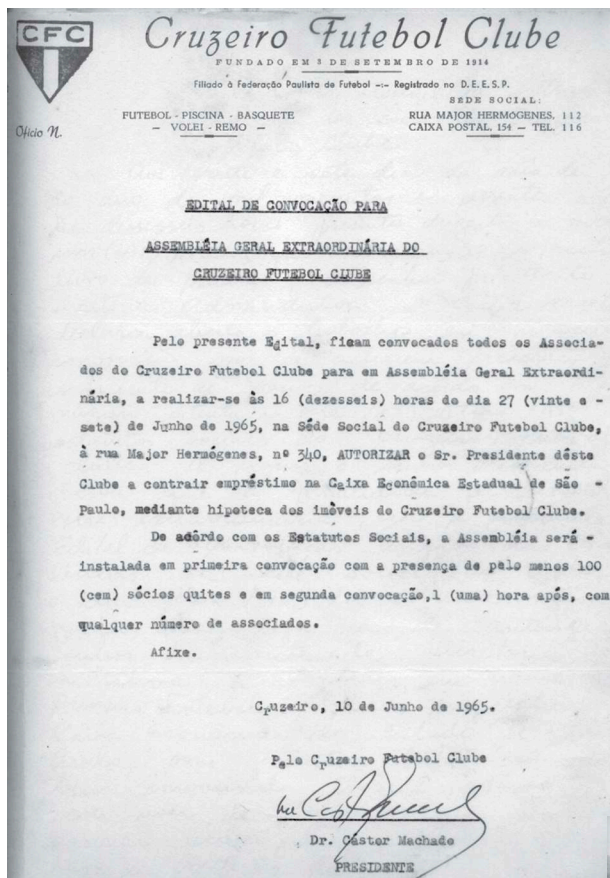 CFC
Cruzeiro Futebol Clube
FUNDADO EM 3 DE SETEMBRO DE 1914
Filiado à Federação Paulista de Futebol -:- Registrado no D.E.E.S.P.
SÉDE SOCIAL:
FUTEBOL - PISCINA - BASQUETE
— VOLEI - REMO —
RUA MAJOR HERMÓGENES, 112
CAIXA POSTAL, 154 — TEL. 116
Oficio N.
EDITAL DE CONVOCAÇÃO PARA
ASSEMBLÉIA GERAL EXTRAORDINÁRIA DO
CRUZEIRO FUTEBOL CLUBE
Pelo presente Edital, ficam convocados todos os Associa-
dos do Cruzeiro Futebol Clube para em Assembléia Geral Extraordi-
nária, a realizar-se às 16 (dezesseis) horas do dia 27 (vinte e -
sete) de Junho de 1965, na Séde Social do Cruzeiro Futebol Clube,
à rua Major Hermógenes, nº 340, AUTORIZAR o Sr. Presidente dêste
Clube a contrair empréstimo na Caixa Econômica Estadual de São -
Paulo, mediante hipoteca dos imóveis do Cruzeiro Futebol Clube.
De acôrdo com os Estatutos Sociais, a Assembléia será -
instalada em primeira convocação com a presença de pelo menos 100
(cem) sócios quites e em segunda convocação,1 (uma) hora após, com
qualquer número de associados.
Afixe.
Cruzeiro, 10 de Junho de 1965.
Pelo Cruzeiro Futebol Clube
Dr. Castor Machado
PRESIDENTE